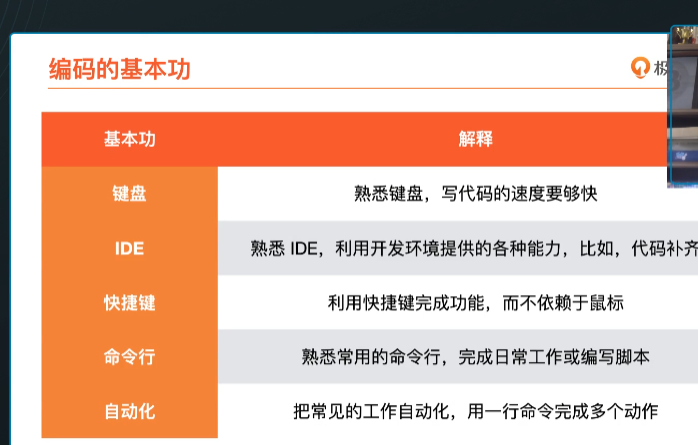 编码的基本功
极
基本功 解释
键盘 熟悉键盘，写代码的速度要够快
IDE 熟悉 IDE，利用开发环境提供的各种能力，比如，代码补齐
快捷键 利用快捷键完成功能，而不依赖于鼠标
命令行 熟悉常用的命令行，完成日常工作或编写脚本
自动化 把常见的工作自动化，用一行命令完成多个动作